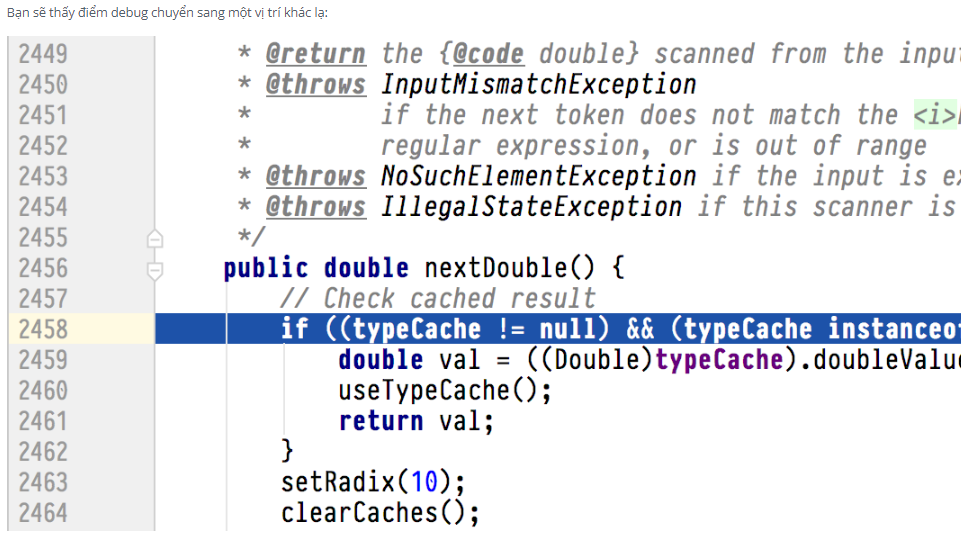 Bạn sẽ thấy điểm debug chuyển sang một vị trí khác lạ:
2449 * @return the {@code double} scanned from the input
2450 * @throws InputMismatchException
2451 * if the next token does not match the <i>
2452 * regular expression, or is out of range
2453 * @throws NoSuchElementException if the input is
2454 * @throws IllegalStateException if this scanner is
2455 */
2456 public double nextDouble() {
2457 // Check cached result
2458 if ((typeCache != null) && (typeCache instanceof
2459 double val = ((Double)typeCache).doubleValu
2460 useTypeCache();
2461 return val;
2462 }
2463 setRadix(10);
2464 clearCaches();